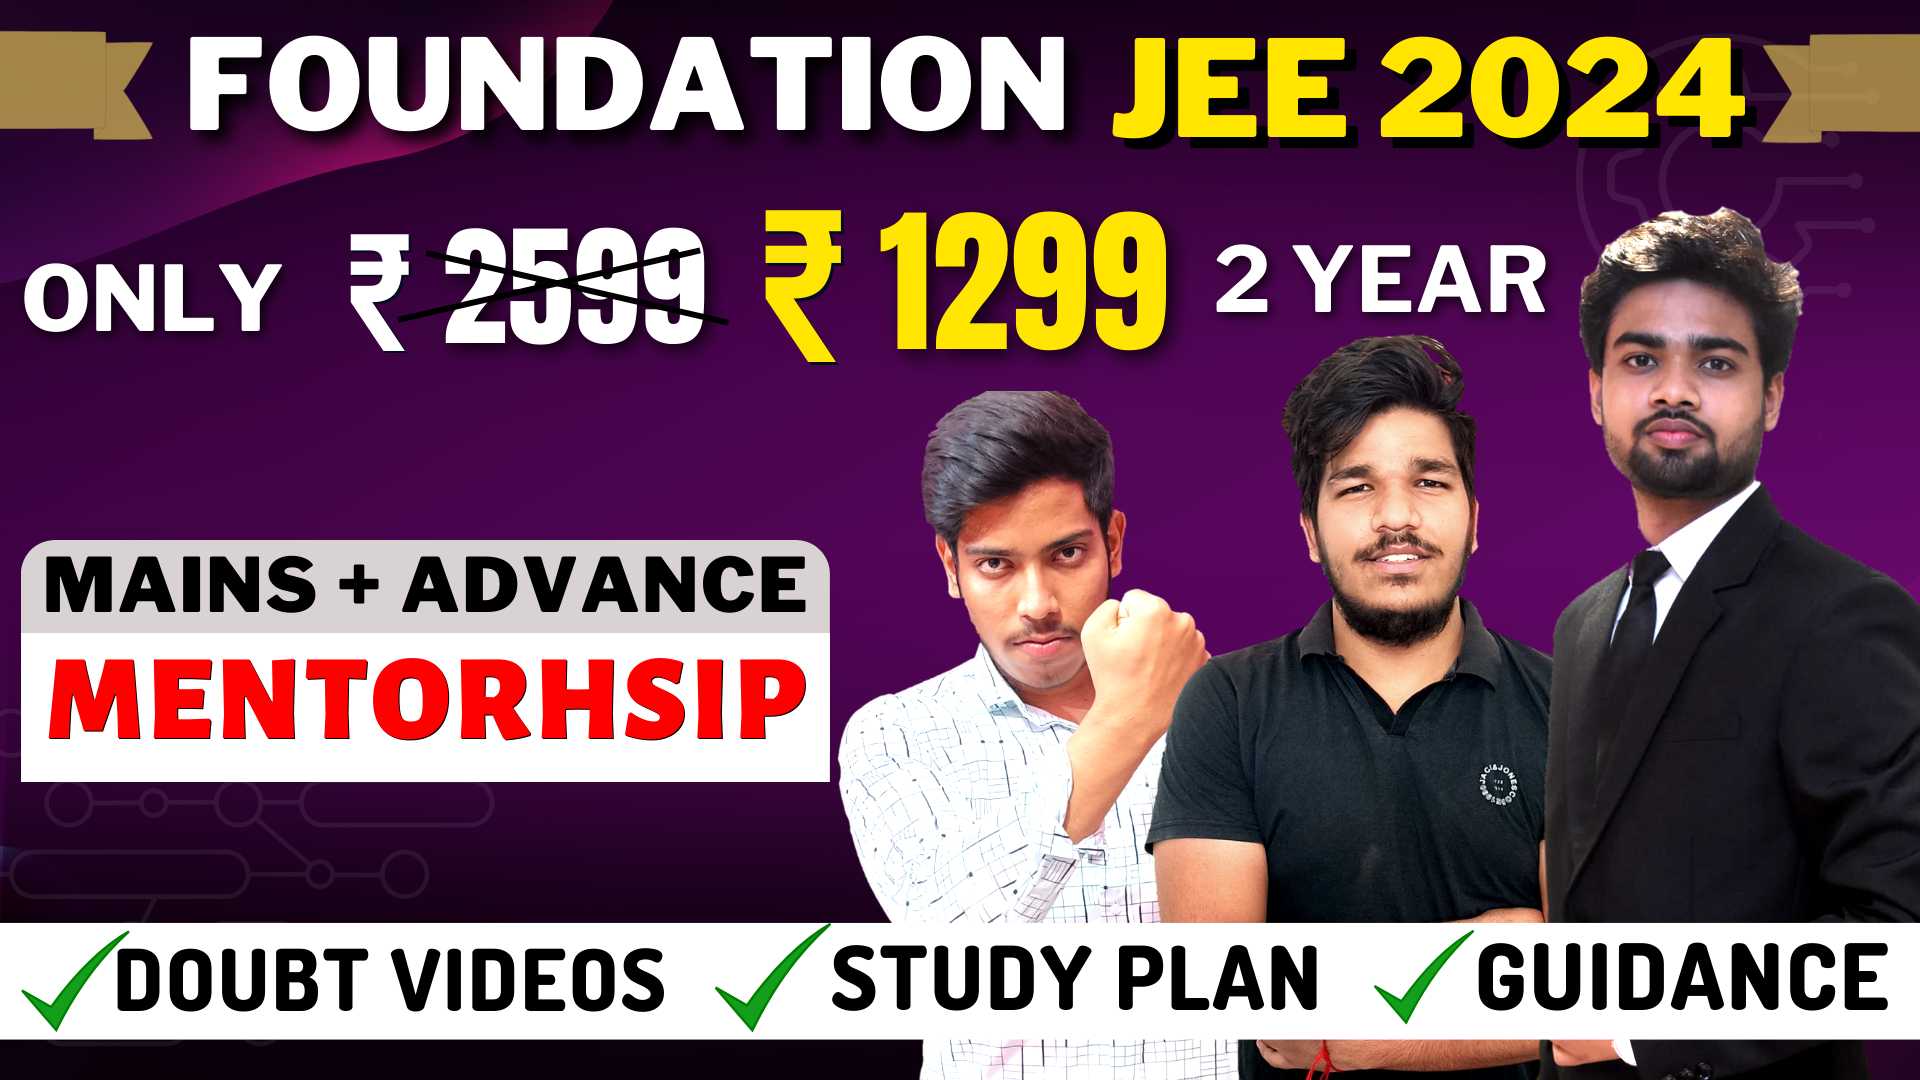 FOUNDATION JEE 2024
ONLY ₹ 2599 ₹ 1299 2 YEAR
MAINS + ADVANCE
MENTORHSIP
DOUBT VIDEOS STUDY PLAN GUIDANCE